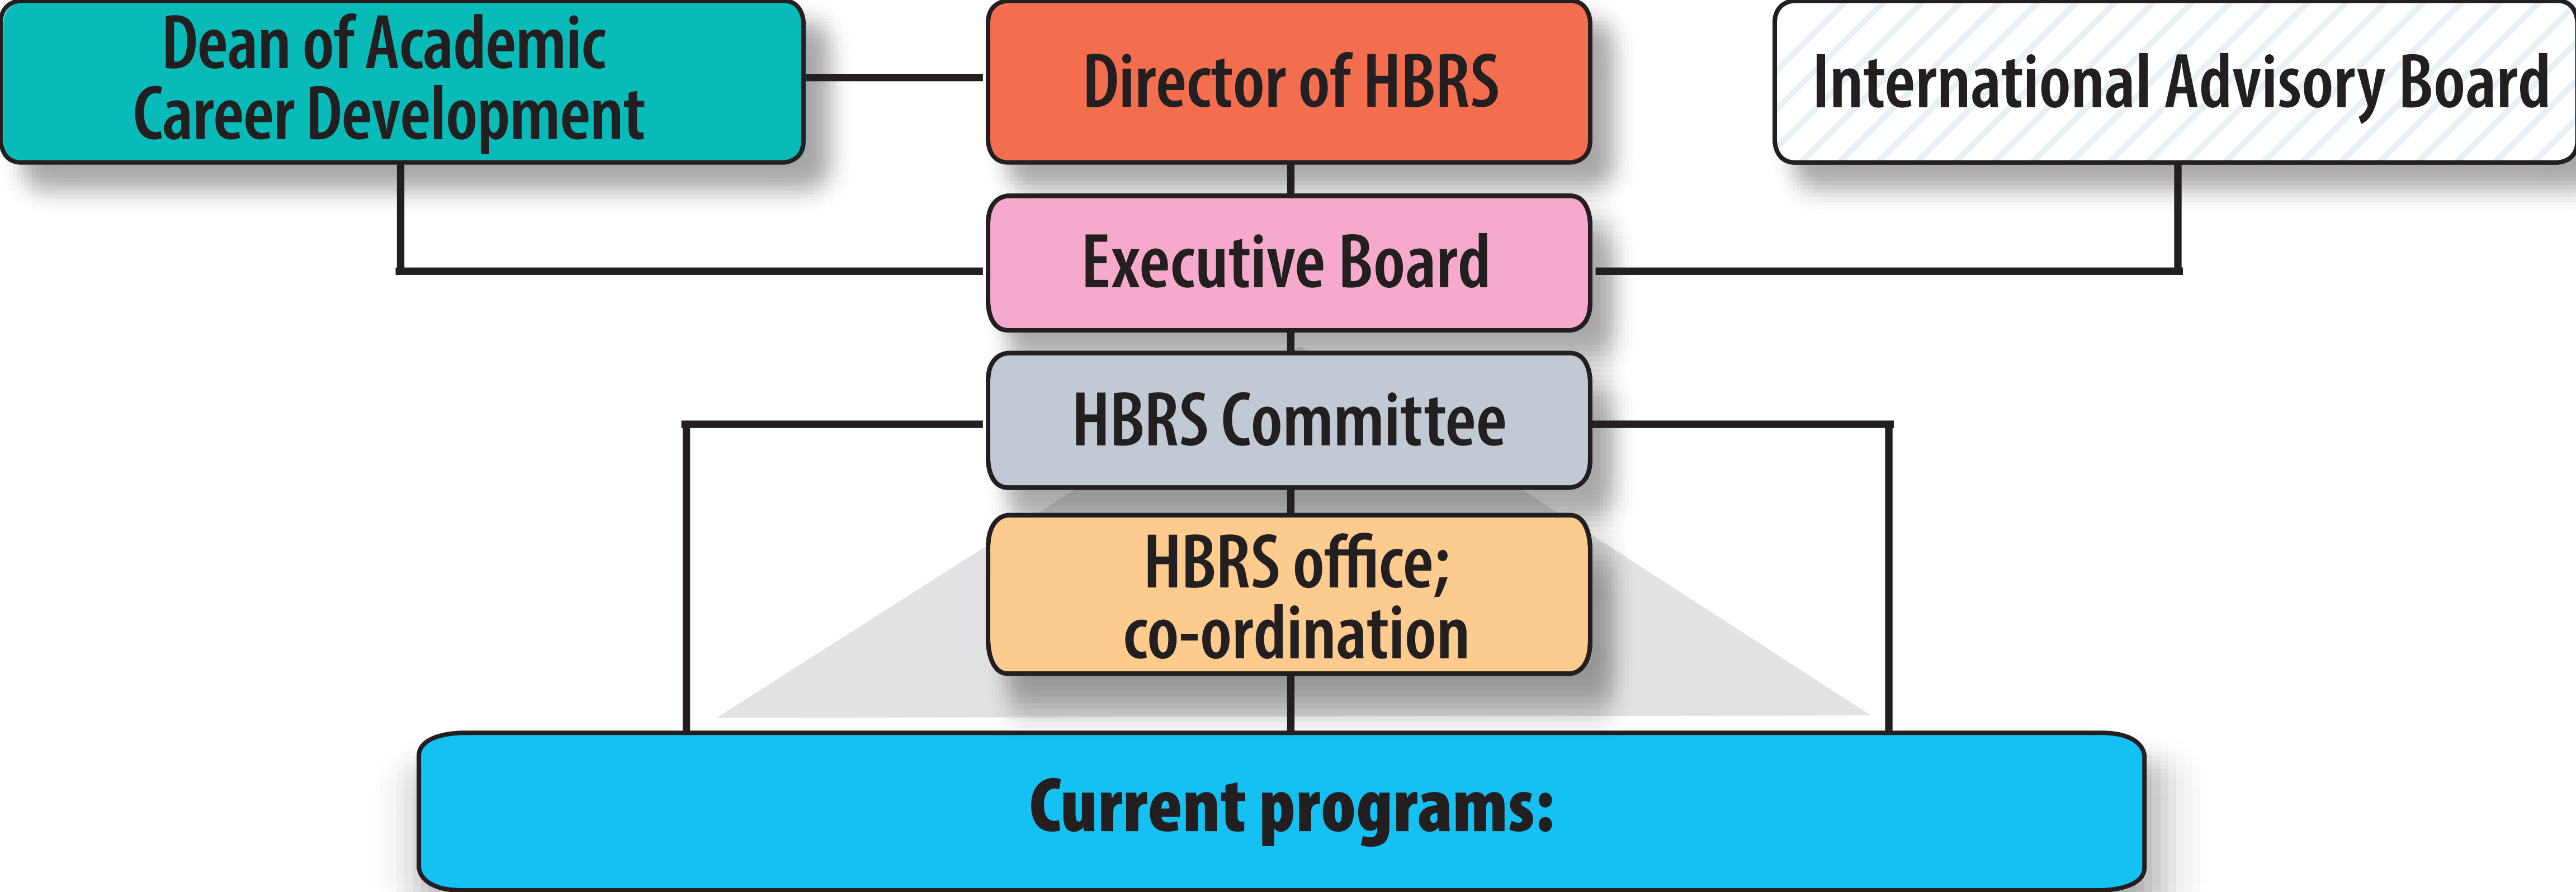 Dean of Academic
Career Development
Director of HBRS
International Advisory Board
Executive Board
HBRS Committee
HBRS office;
co-ordination
Current programs: